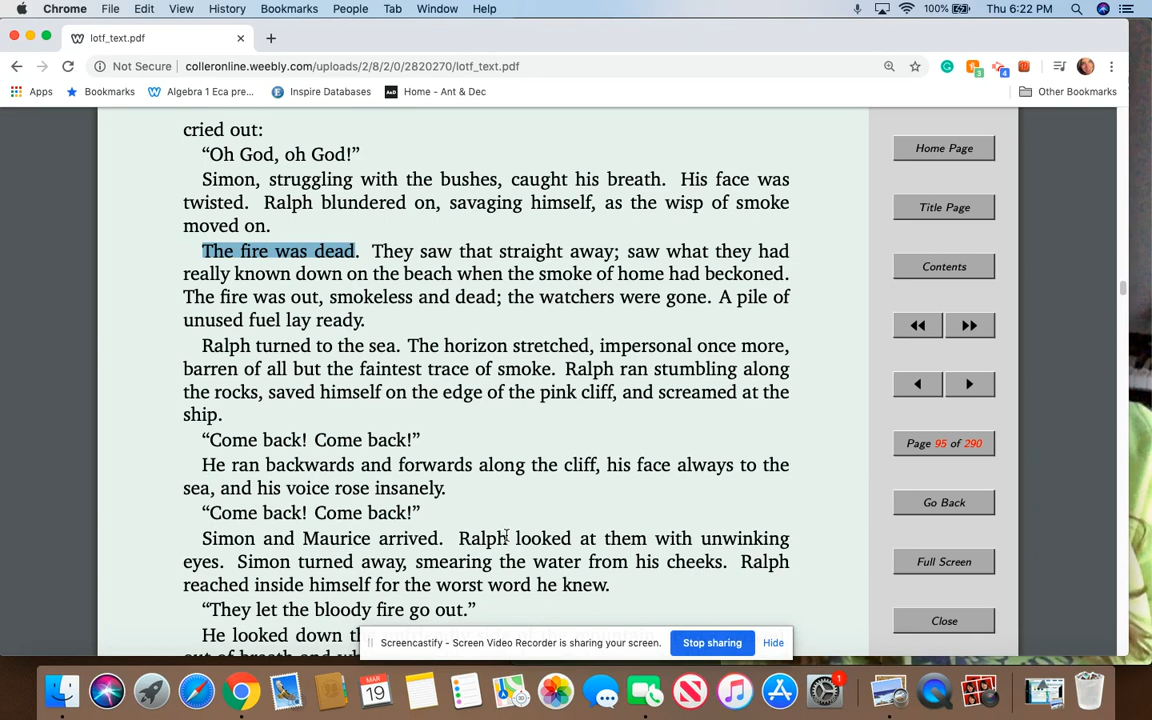 Chrome File Edit View History Bookmarks People Tab Window Help 100% Thu 6:22 PM
lotf_text.pdf
Not Secure colleronline.weebly.com/uploads/2/8/2/0/2820270/lotf_text.pdf
Apps Bookmarks Algebra 1 Eca pre... Inspire Databases Home - Ant & Dec Other Bookmarks
cried out:
“Oh God, oh God!”
Simon, struggling with the bushes, caught his breath. His face was
twisted. Ralph blundered on, savaging himself, as the wisp of smoke
moved on.
The fire was dead. They saw that straight away; saw what they had
really known down on the beach when the smoke of home had beckoned.
The fire was out, smokeless and dead; the watchers were gone. A pile of
unused fuel lay ready.
Ralph turned to the sea. The horizon stretched, impersonal once more,
barren of all but the faintest trace of smoke. Ralph ran stumbling along
the rocks, saved himself on the edge of the pink cliff, and screamed at the
ship.
“Come back! Come back!”
He ran backwards and forwards along the cliff, his face always to the
sea, and his voice rose insanely.
“Come back! Come back!”
Simon and Maurice arrived. Ralph looked at them with unwinking
eyes. Simon turned away, smearing the water from his cheeks. Ralph
reached inside himself for the worst word he knew.
“They let the bloody fire go out.”
He looked down
Home Page
Title Page
Contents
Page 95 of 290
Go Back
Full Screen
Close
Screencastify - Screen Video Recorder is sharing your screen. Stop sharing Hide
MAR
19
1